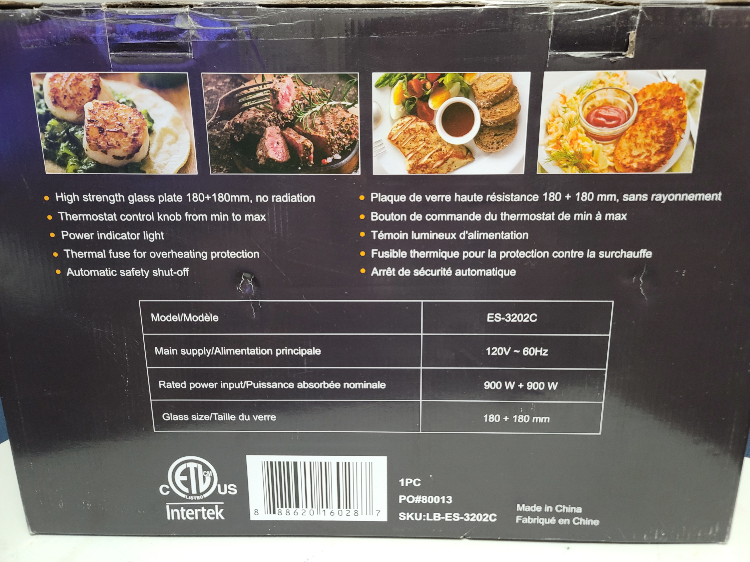 High strength glass plate 180+180mm, no radiation
Thermostat control knob from min to max
Power indicator light
Thermal fuse for overheating protection
Automatic safety shut-off
Plaque de verre haute résistance 180 + 180 mm, sans rayonnement
Bouton de commande du thermostat de min à max
Témoin lumineux d'alimentation
Fusible thermique pour la protection contre la surchauffe
Arrêt de sécurité automatique
Model/Modèle ES-3202C
Main supply/Alimentation principale 120V ~ 60Hz
Rated power input/Puissance absorbée nominale 900 W + 900 W
Glass size/Taille du verre 180 + 180 mm
C ETL CM US
LISTED
Intertek
8 88620 16028 7
1PC
PO#80013
SKU:LB-ES-3202C
Made in China
Fabriqué en Chine